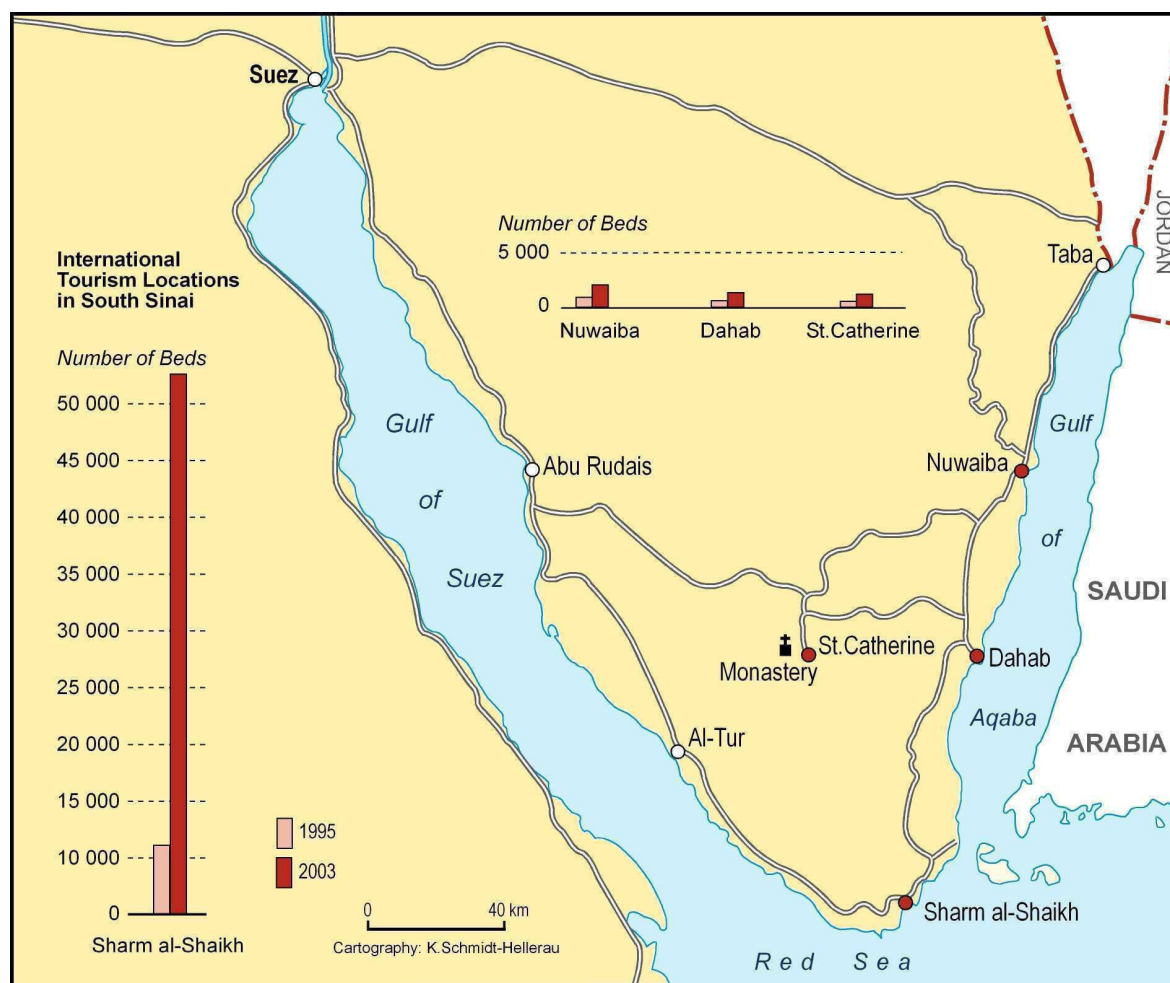 Suez
JORDAN
Number of Beds
5 000
0
Nuwaiba
Dahab
St.Catherine
Taba
International
Tourism Locations
in South Sinai
Number of Beds
50 000
45 000
40 000
35 000
30 000
25 000
20 000
15 000
10 000
0
Sharm al-Shaikh
1995
2003
Gulf
of
Suez
Abu Rudais
Nuwaiba
Gulf
of
Aqaba
SAUDI
ARABIA
St.Catherine
Monastery
Dahab
Al-Tur
Sharm al-Shaikh
0
40 km
Cartography: K.Schmidt-Hellerau
Red Sea